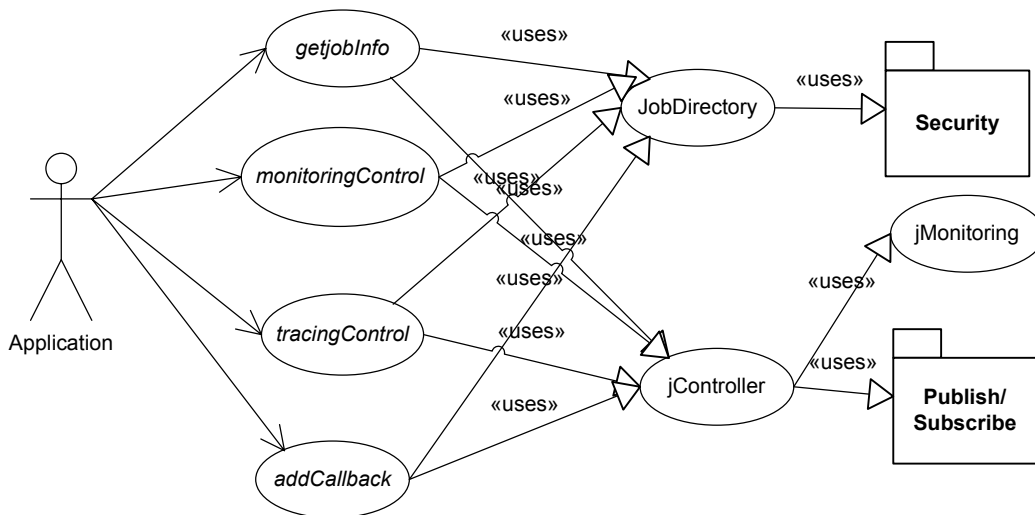 getjobInfo
«uses»
«uses»
JobDirectory
«uses»
Security
monitoringControl
«uses»
«uses»
«uses»
jMonitoring
«uses»
«uses»
Application
tracingControl
«uses»
jController
«uses»
Publish/
Subscribe
«uses»
addCallback